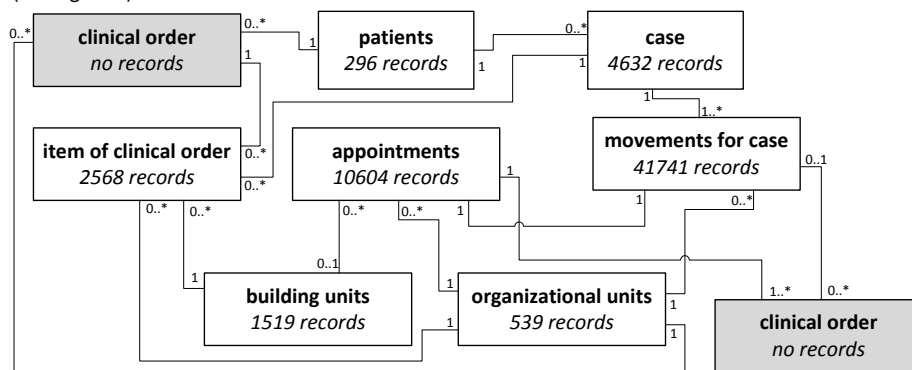 0..*
clinical order
no records
0..*
1
patients
296 records
1
0..*
case
4632 records
1
1
1
1..*
item of clinical order
2568 records
0..*
0..*
appointments
10604 records
1
movements for case
41741 records
0..1
0..*
0..*
0..*
0..*
1
1
0..*
1
0..1
building units
1519 records
1
1
organizational units
539 records
1
1
1..*
0..*
clinical order
no records